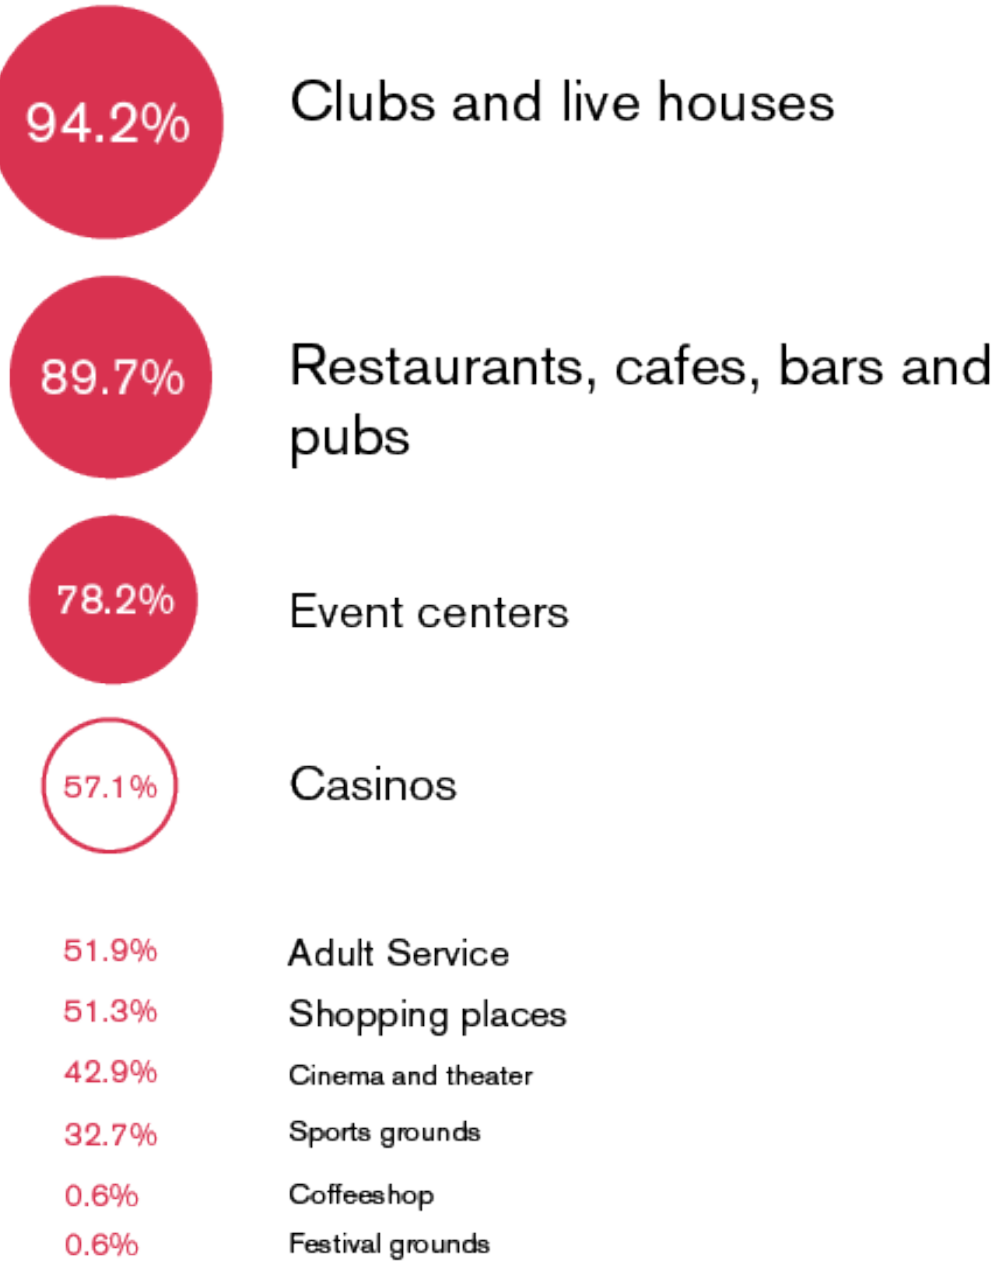 94.2% Clubs and live houses
89.7% Restaurants, cafes, bars and
pubs
78.2% Event centers
57.1% Casinos
51.9% Adult Service
51.3% Shopping places
42.9% Cinema and theater
32.7% Sports grounds
0.6% Coffeeshop
0.6% Festival grounds